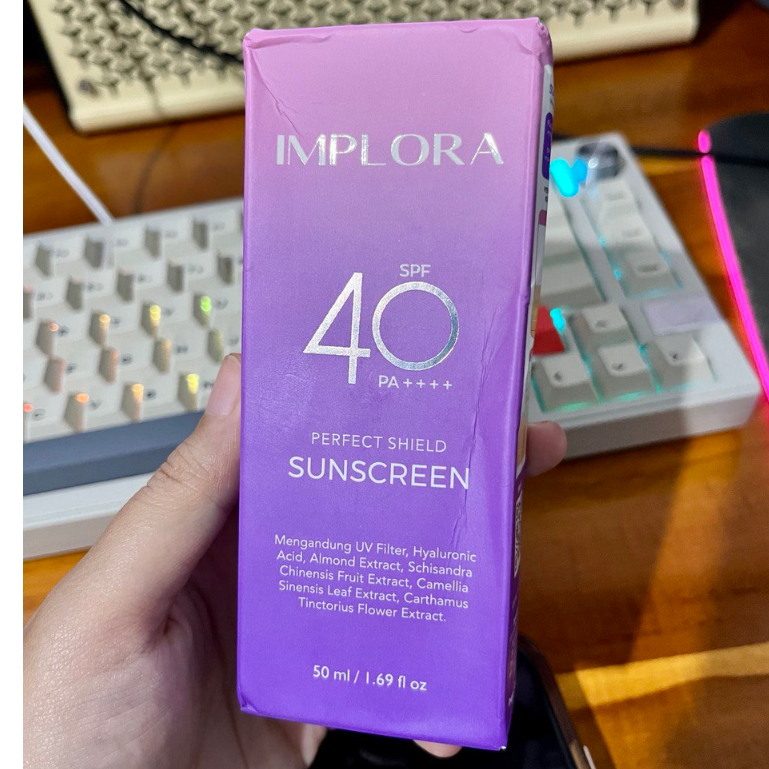 IMPLORA
SPF
40
PA++++
PERFECT SHIELD
SUNSCREEN
Mengandung UV Filter, Hyaluronic
Acid, Almond Extract, Schisandra
Chinensis Fruit Extract, Camellia
Sinensis Leaf Extract, Carthamus
Tinctorius Flower Extract.
50 ml / 1.69 fl oz